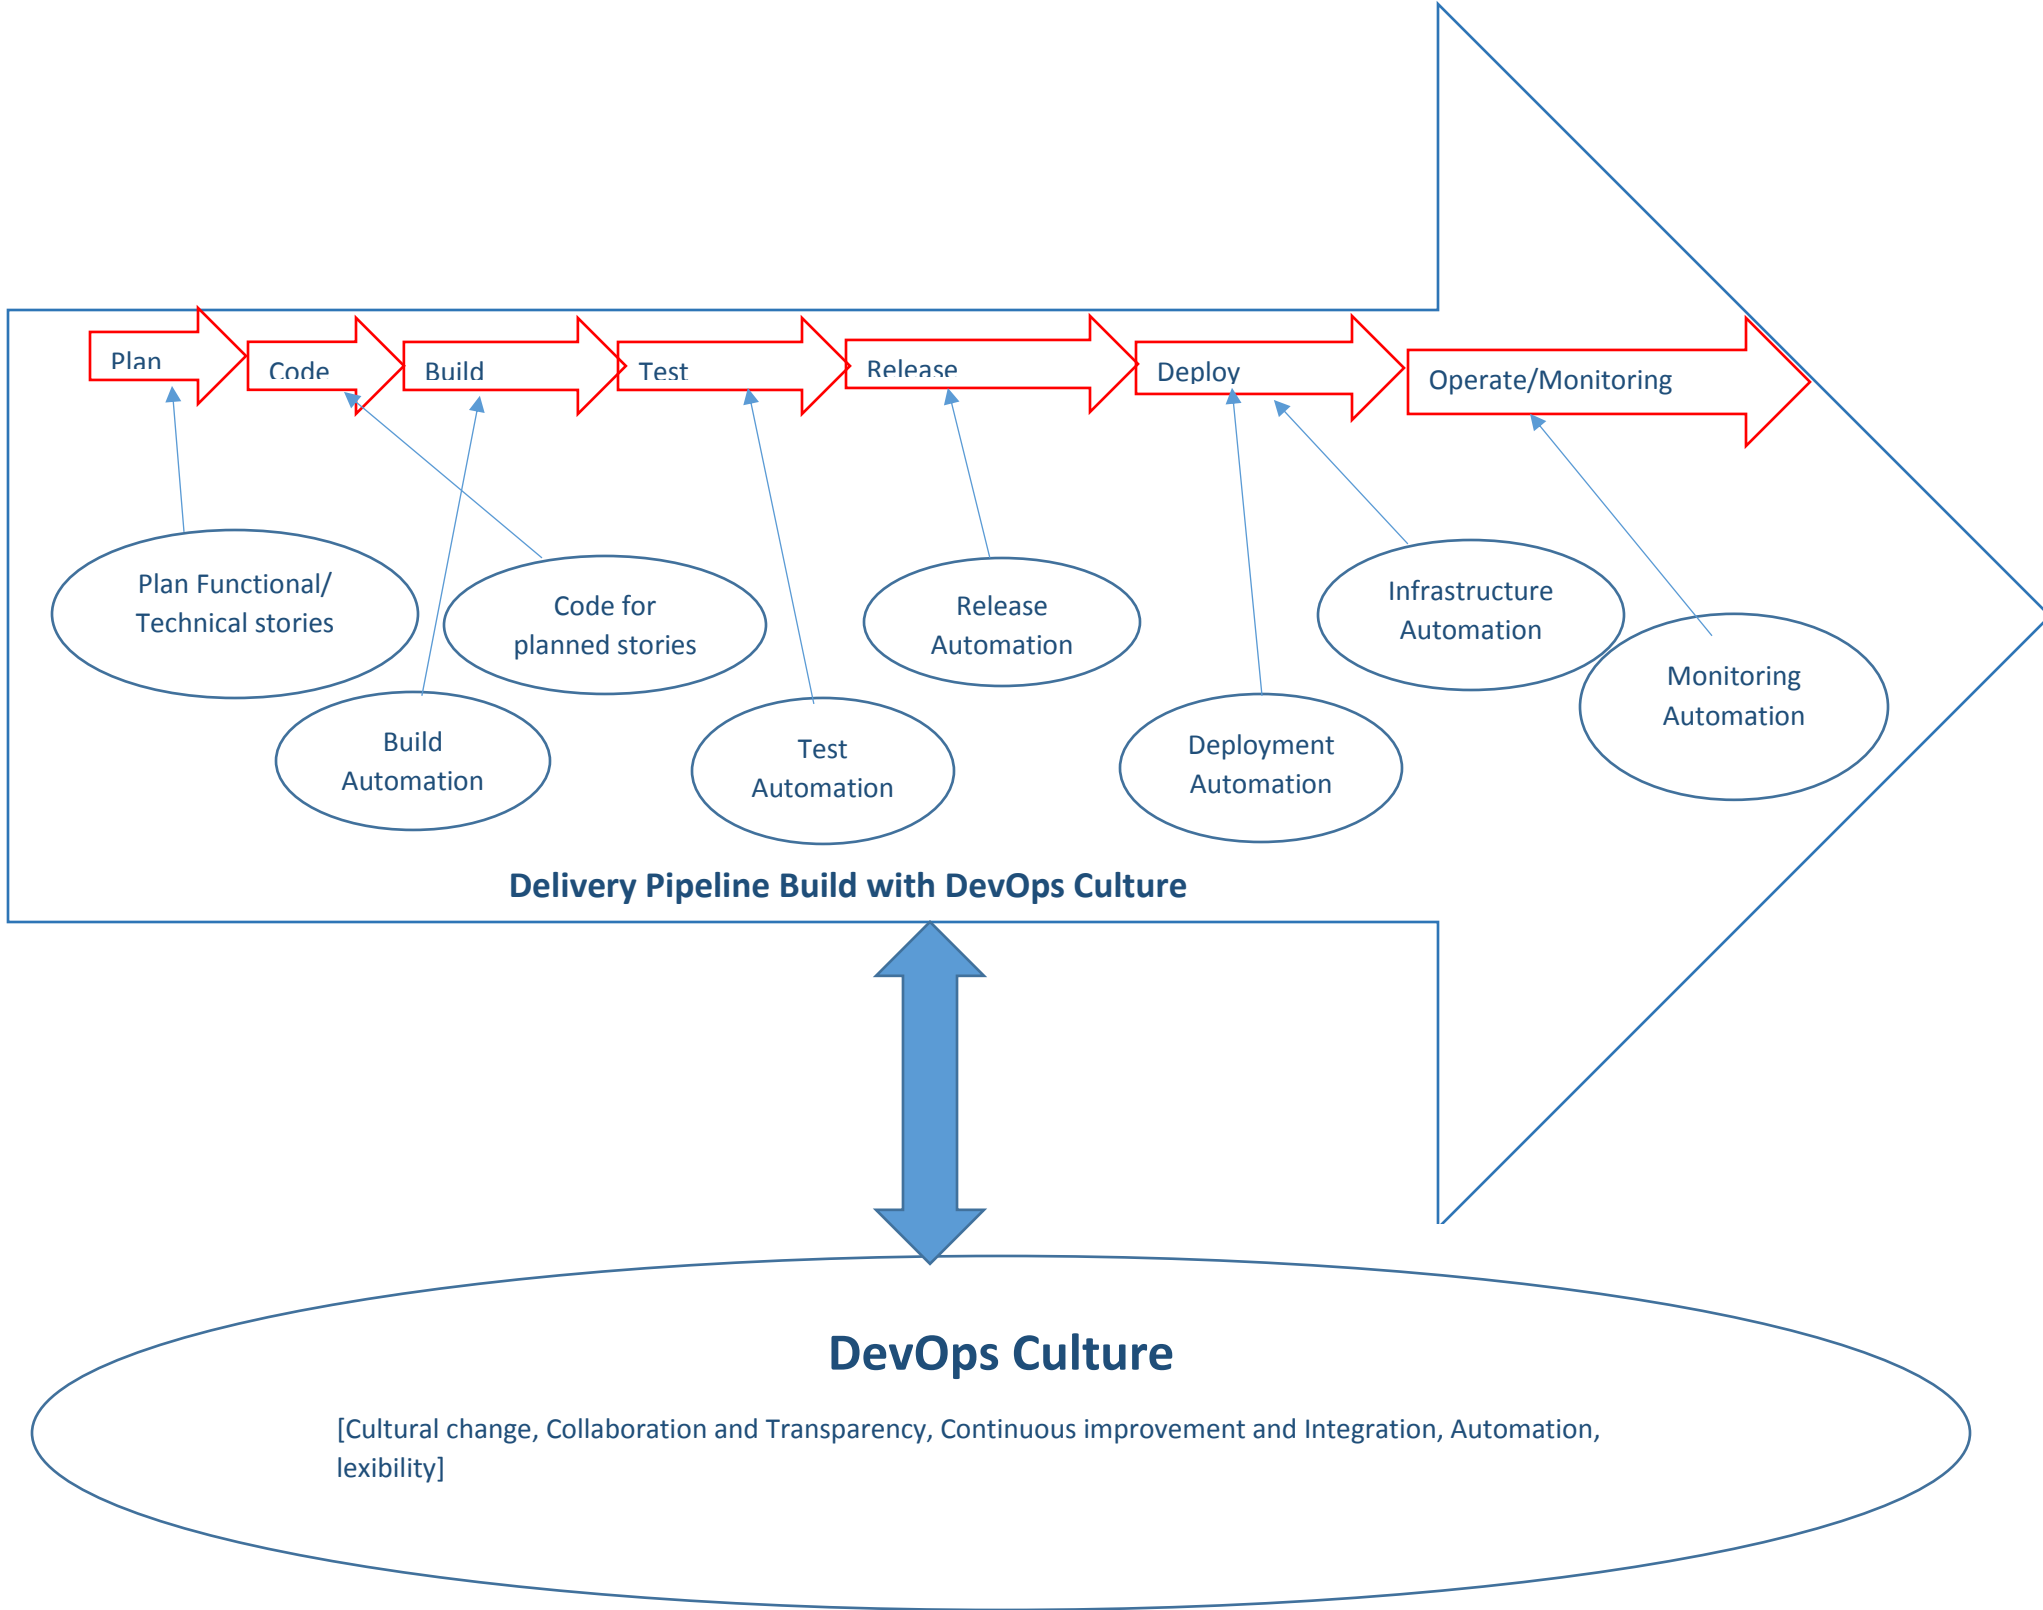 Plan
Code
Build
Test
Release
Deploy
Operate/Monitoring
Plan Functional/
Technical stories
Code for
planned stories
Release
Automation
Infrastructure
Automation
Monitoring
Automation
Build
Automation
Test
Automation
Deployment
Automation
Delivery Pipeline Build with DevOps Culture
DevOps Culture
[Cultural change, Collaboration and Transparency, Continuous improvement and Integration, Automation,
lexibility]